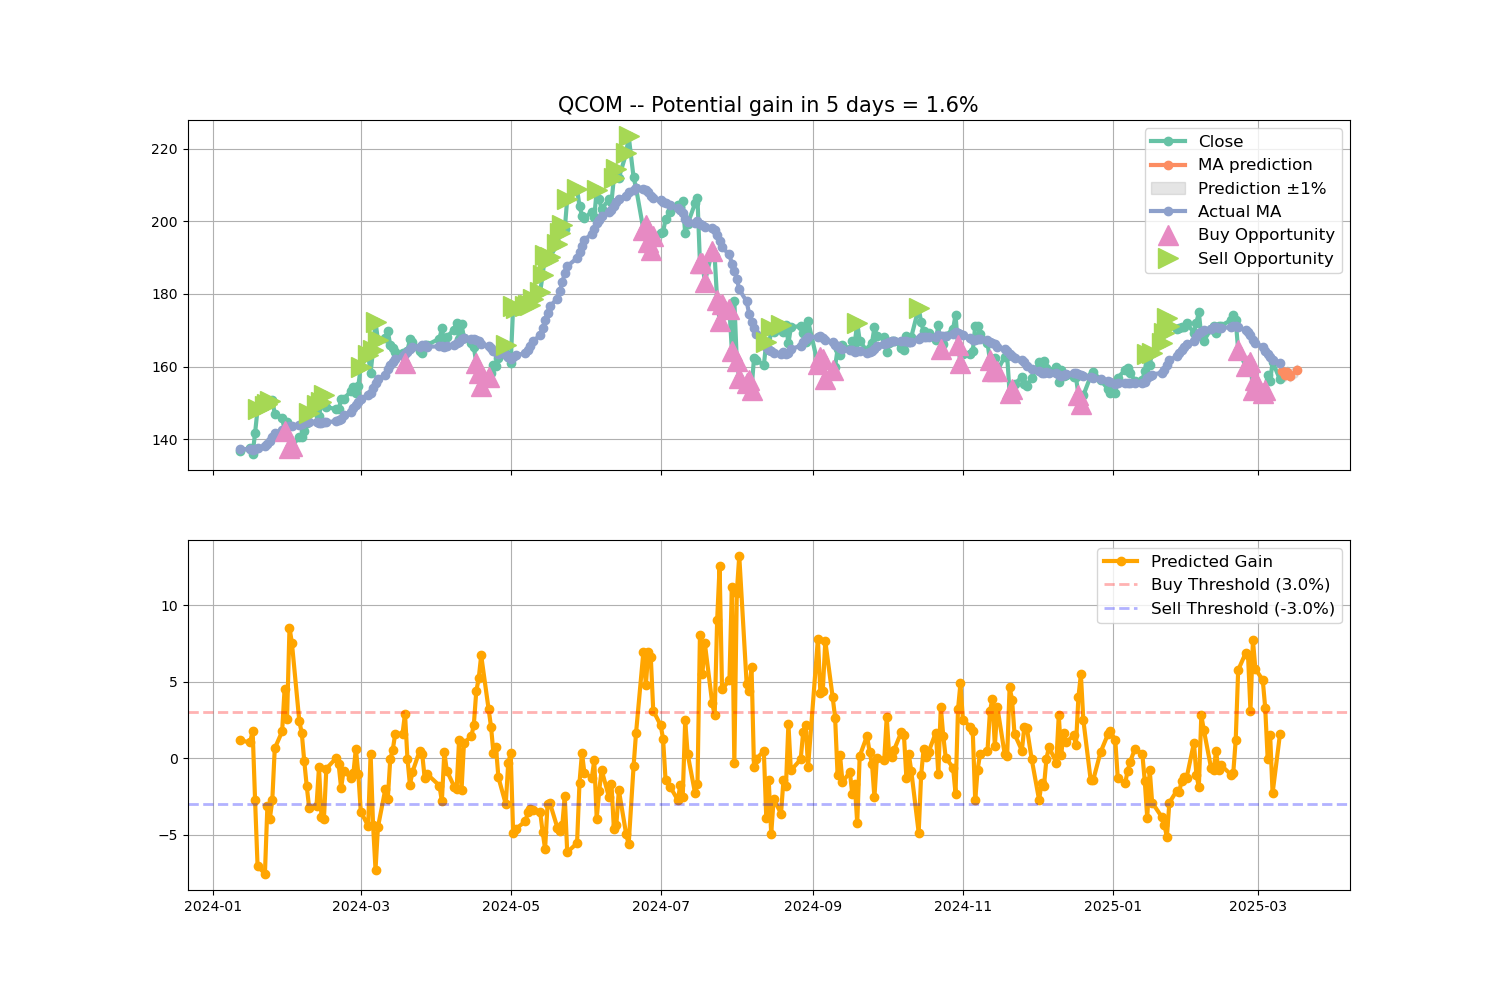 QCOM -- Potential gain in 5 days = 1.6%
220
200
180
160
140
Close
MA prediction
Prediction ±1%
Actual MA
Buy Opportunity
Sell Opportunity
10
5
0
−5
Predicted Gain
Buy Threshold (3.0%)
Sell Threshold (-3.0%)
2024-01 2024-03 2024-05 2024-07 2024-09 2024-11 2025-01 2025-03